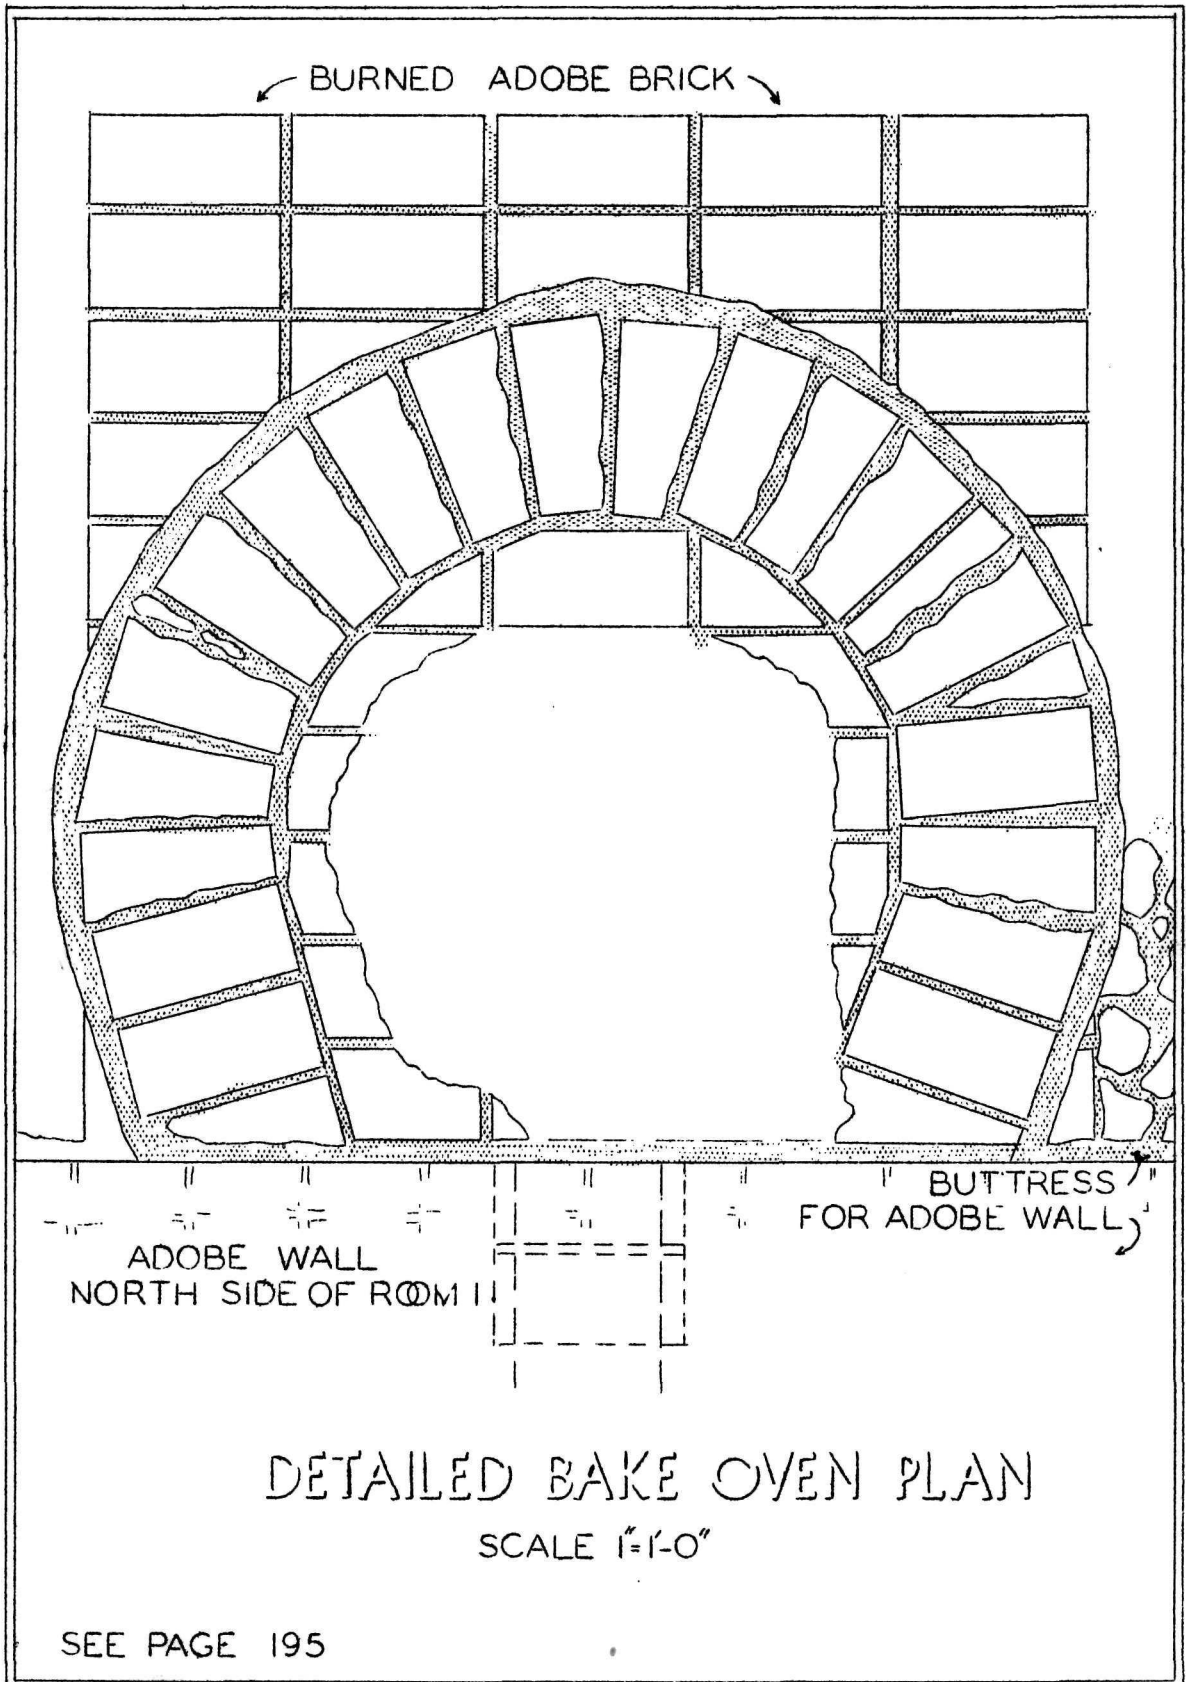 BURNED ADOBE BRICK
BUTTRESS
FOR ADOBE WALL
ADOBE WALL
NORTH SIDE OF ROOM 11
DETAILED BAKE OVEN PLAN
SCALE 1"=1'-0"
SEE PAGE 195